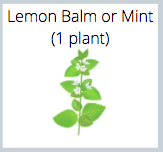 Lemon Balm or Mint
(1 plant)